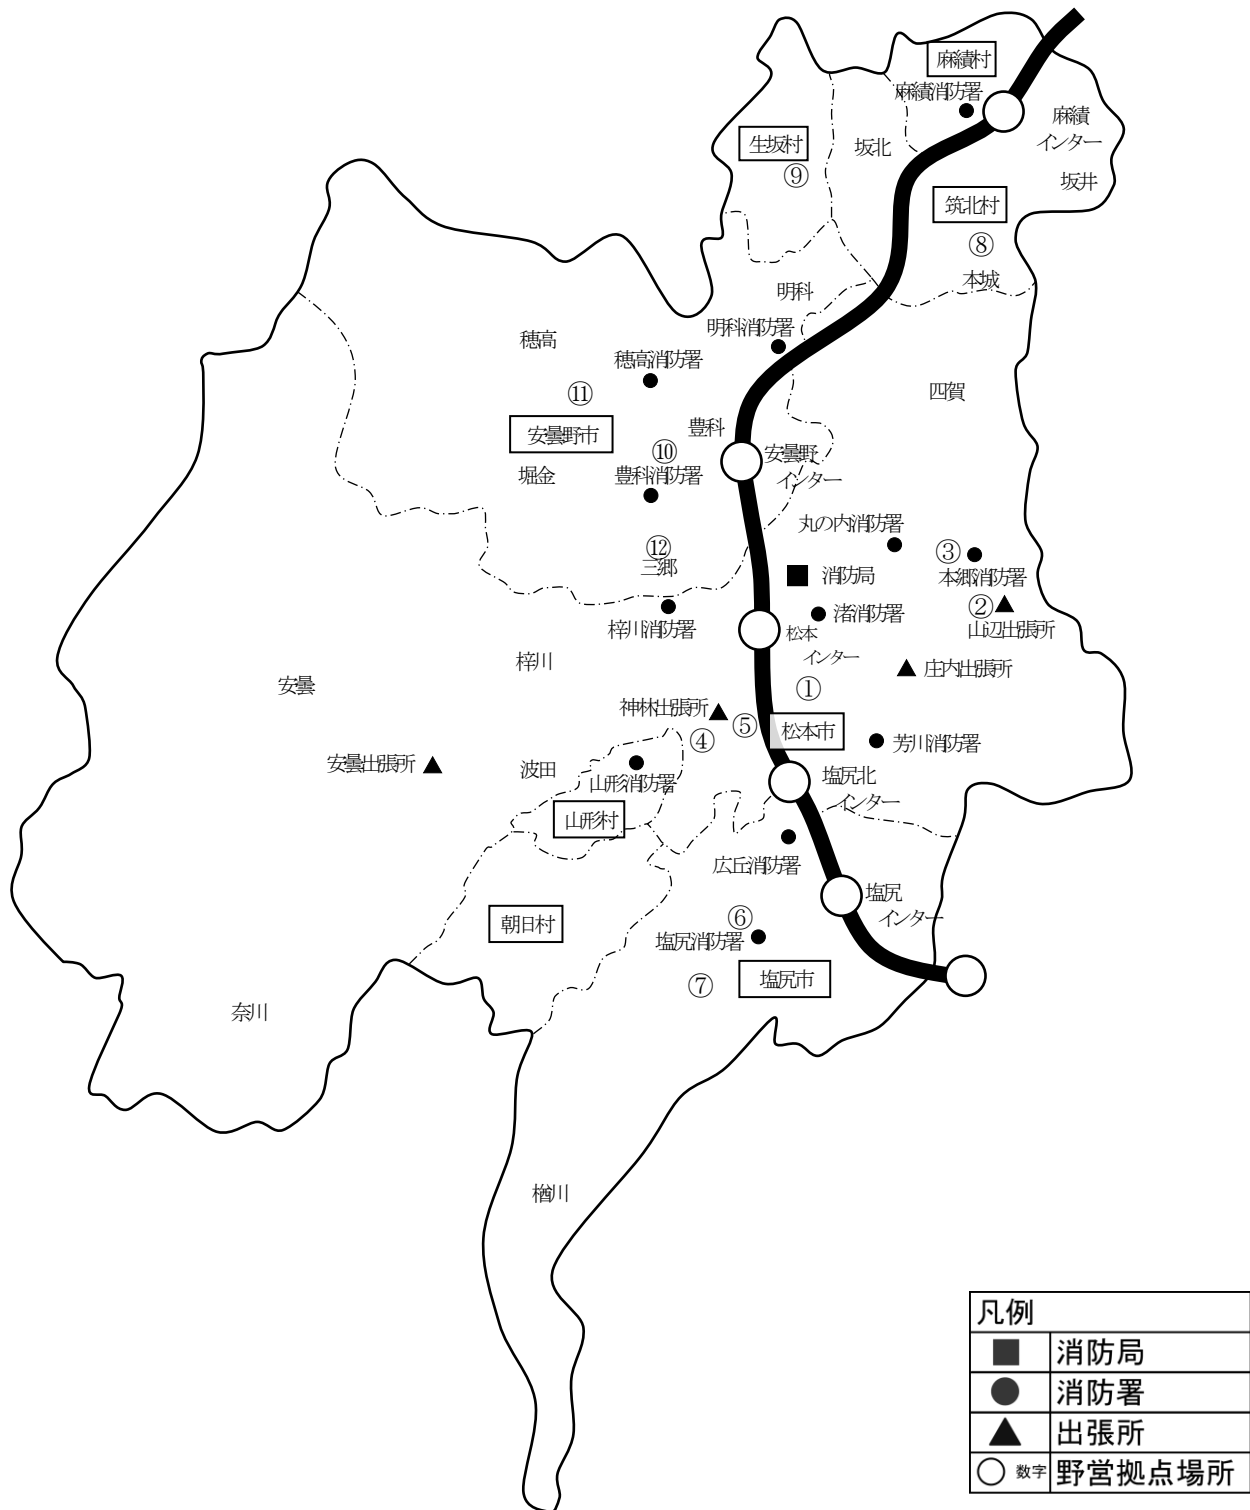 麻績村
麻績消防署
麻績
インター
生坂村
坂北
⑨
坂井
筑北村
⑧
本城
明科
明科消防署
穂高
穂高消防署
⑪
四賀
安曇野市
豊科
⑩
安曇野
インター
堀金
豊科消防署
丸の内消防署
⑫
三郷
③
本郷消防署
消防局
②
山辺出張所
渚消防署
梓川消防署
松本
インター
梓川
庄内出張所
安曇
①
神林出張所
⑤
④
松本市
芳川消防署
安曇出張所
波田
山形消防署
塩尻北
インター
山形村
広丘消防署
塩尻
インター
朝日村
⑥
塩尻消防署
⑦
塩尻市
奈川
楢川
凡例
消防局
消防署
出張所
数字 野営拠点場所